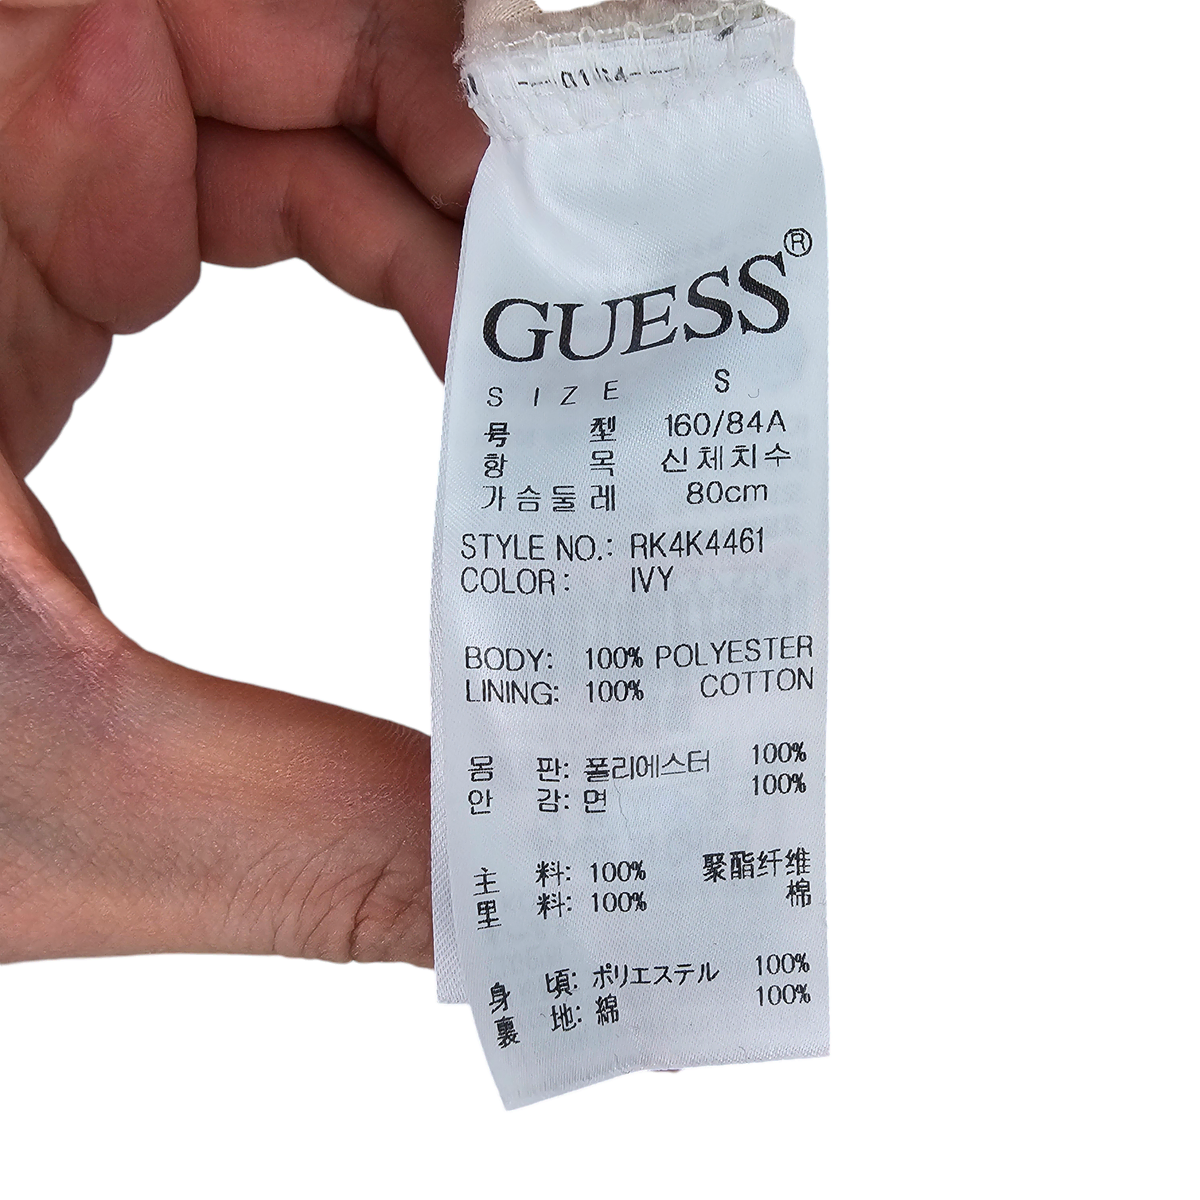 GUESS®
SIZE S
号型 160/84A
항목 신체치수
가슴둘레 80cm
STYLE NO.: RK4K4461
COLOR: IVY
BODY: 100% POLYESTER
LINING: 100% COTTON
몸판: 폴리에스터 100%
안감: 면 100%
主料: 100% 聚酯纤维
里料: 100% 棉
身頃: ポリエステル 100%
裏地: 綿 100%